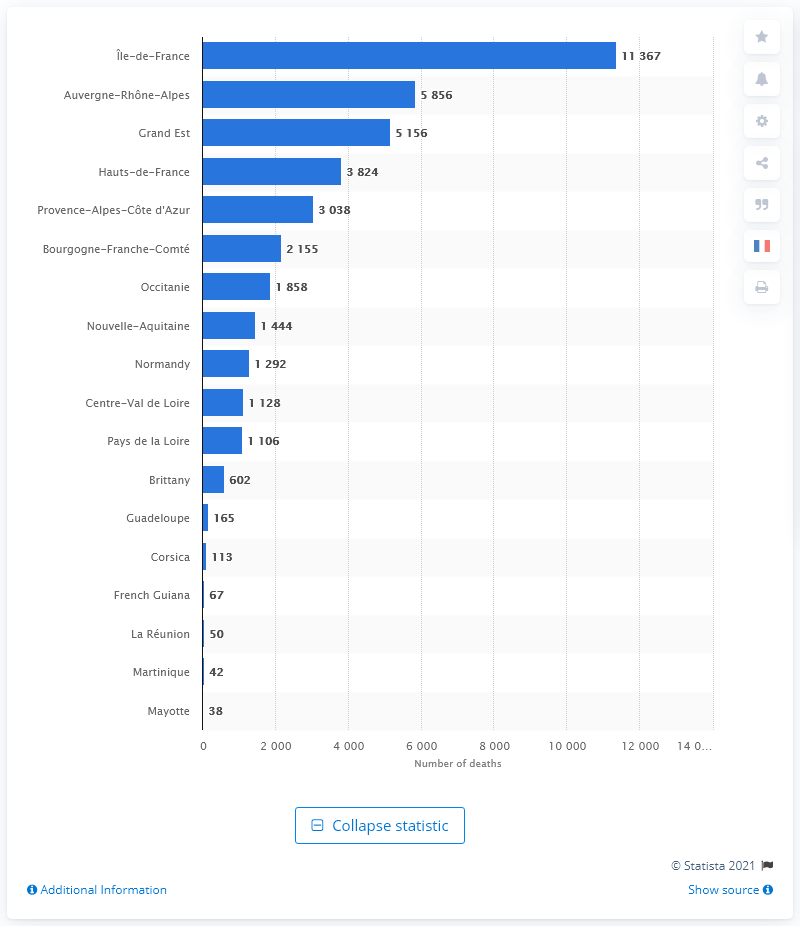 Île-de-France 11 367
Auvergne-Rhône-Alpes 5 856
Grand Est 5 156
Hauts-de-France 3 824
Provence-Alpes-Côte d'Azur 3 038
Bourgogne-Franche-Comté 2 155
Occitanie 1 858
Nouvelle-Aquitaine 1 444
Normandy 1 292
Centre-Val de Loire 1 128
Pays de la Loire 1 106
Brittany 602
Guadeloupe 165
Corsica 113
French Guiana 67
La Réunion 50
Martinique 42
Mayotte 38
0 2 000 4 000 6 000 8 000 10 000 12 000 14 0...
Number of deaths
Collapse statistic
© Statista 2021
Additional Information Show source